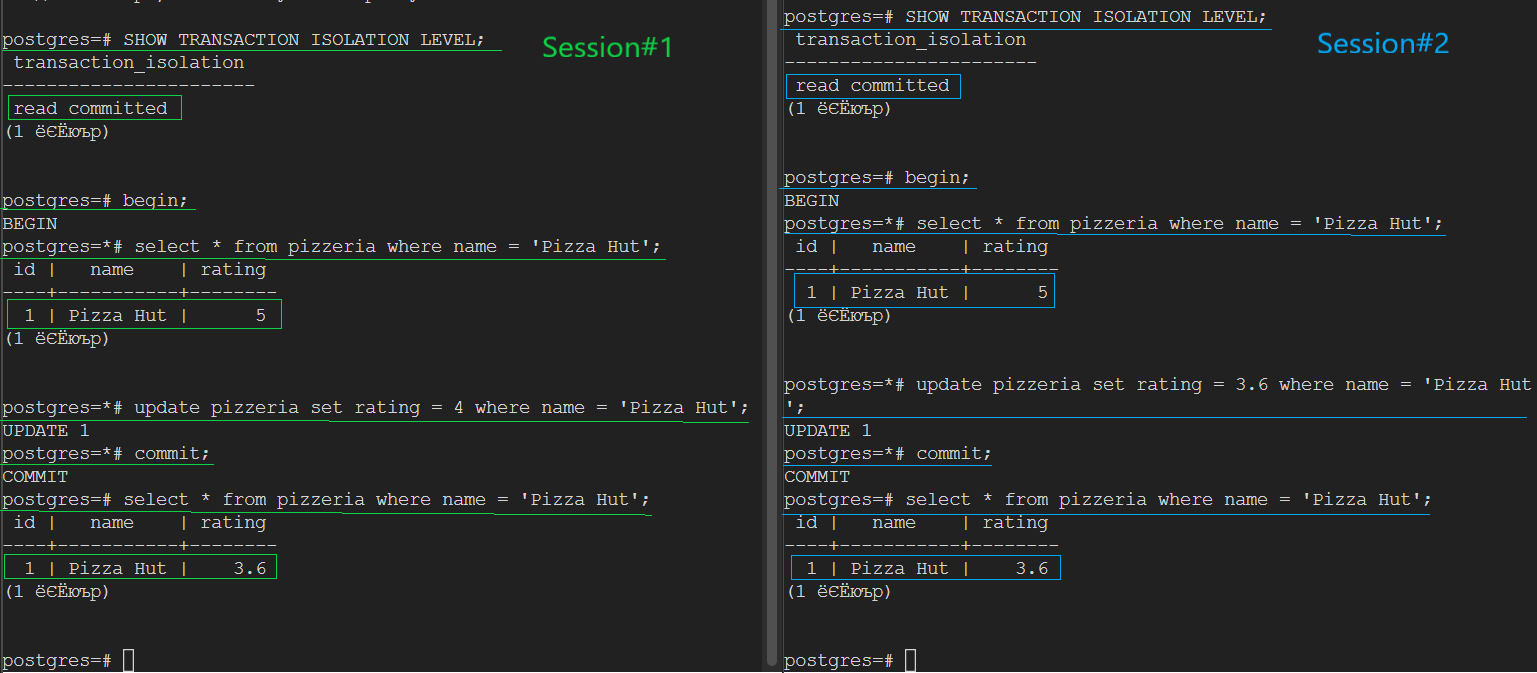 postgres=# SHOW TRANSACTION ISOLATION LEVEL;
Session#1
 transaction_isolation
-----------------------
 read committed
(1 ёЄЁюър)
postgres=# begin;
BEGIN
postgres=*# select * from pizzeria where name = 'Pizza Hut';
 id |   name    | rating
----+-----------+--------
  1 | Pizza Hut |      5
(1 ёЄЁюър)
postgres=*# update pizzeria set rating = 4 where name = 'Pizza Hut';
UPDATE 1
postgres=*# commit;
COMMIT
postgres=# select * from pizzeria where name = 'Pizza Hut';
 id |   name    | rating
----+-----------+--------
  1 | Pizza Hut |    3.6
(1 ёЄЁюър)
postgres=#
postgres=# SHOW TRANSACTION ISOLATION LEVEL;
Session#2
 transaction_isolation
-----------------------
 read committed
(1 ёЄЁюър)
postgres=# begin;
BEGIN
postgres=*# select * from pizzeria where name = 'Pizza Hut';
 id |   name    | rating
----+-----------+--------
  1 | Pizza Hut |      5
(1 ёЄЁюър)
postgres=*# update pizzeria set rating = 3.6 where name = 'Pizza Hut
';
UPDATE 1
postgres=*# commit;
COMMIT
postgres=# select * from pizzeria where name = 'Pizza Hut';
 id |   name    | rating
----+-----------+--------
  1 | Pizza Hut |    3.6
(1 ёЄЁюър)
postgres=#